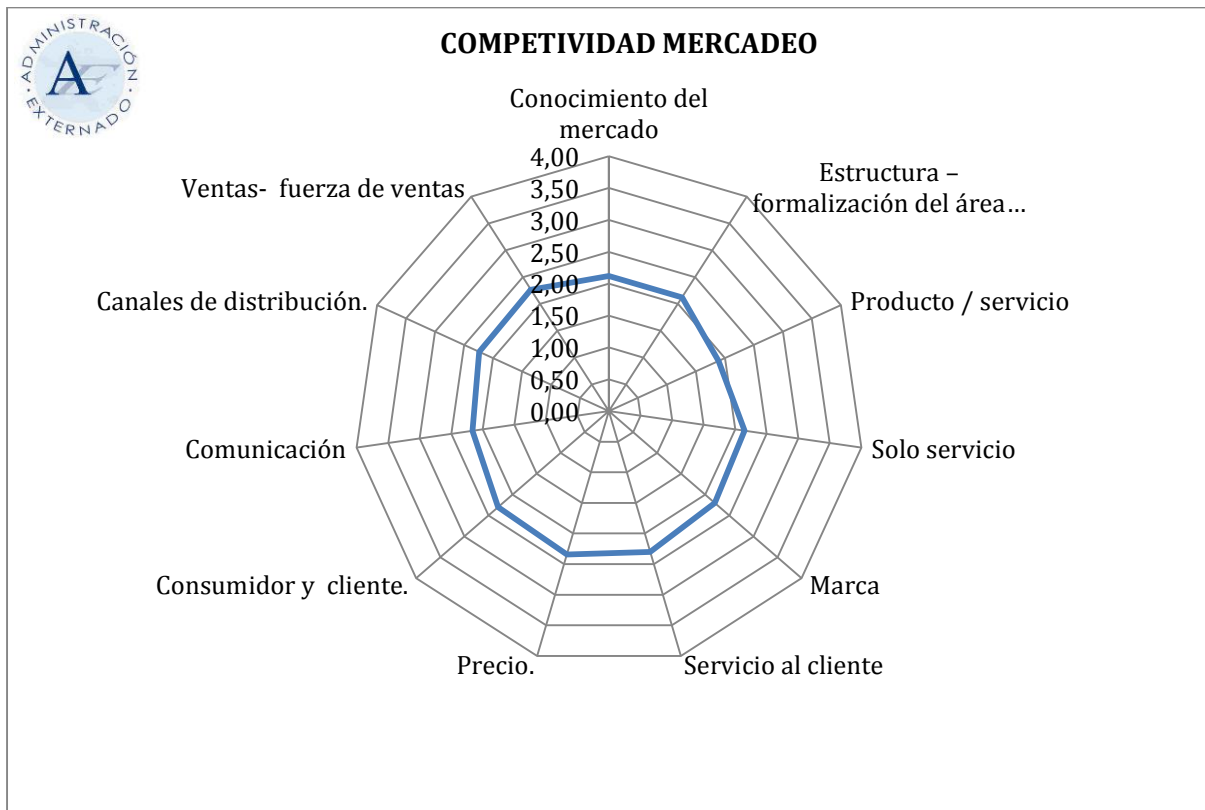 ADMINISTRACIÓN
EXTERNADO
COMPETIVIDAD MERCADEO
Conocimiento del
mercado
Estructura –
formalización del área…
Producto / servicio
Solo servicio
Marca
Servicio al cliente
Precio.
Consumidor y  cliente.
Comunicación
Canales de distribución.
Ventas-  fuerza de ventas
4,00
3,50
3,00
2,50
2,00
1,50
1,00
0,50
0,00